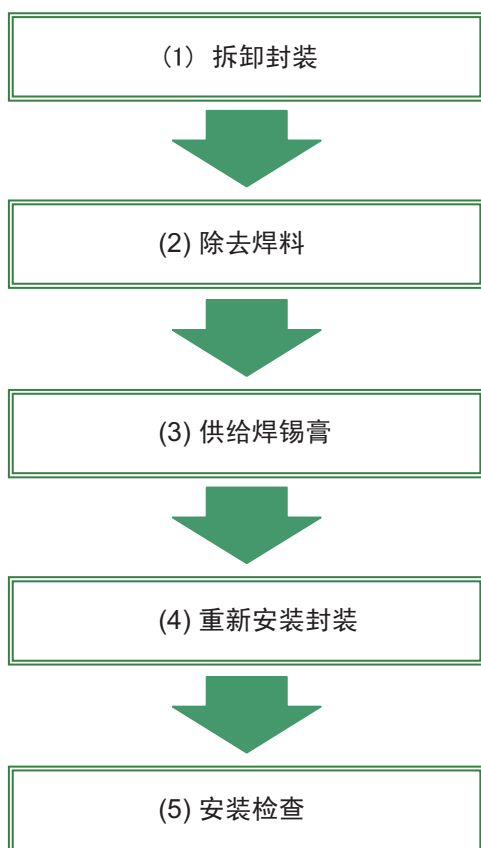 (1) 拆卸封装
(2) 除去焊料
(3) 供给焊锡膏
(4) 重新安装封装
(5) 安装检查